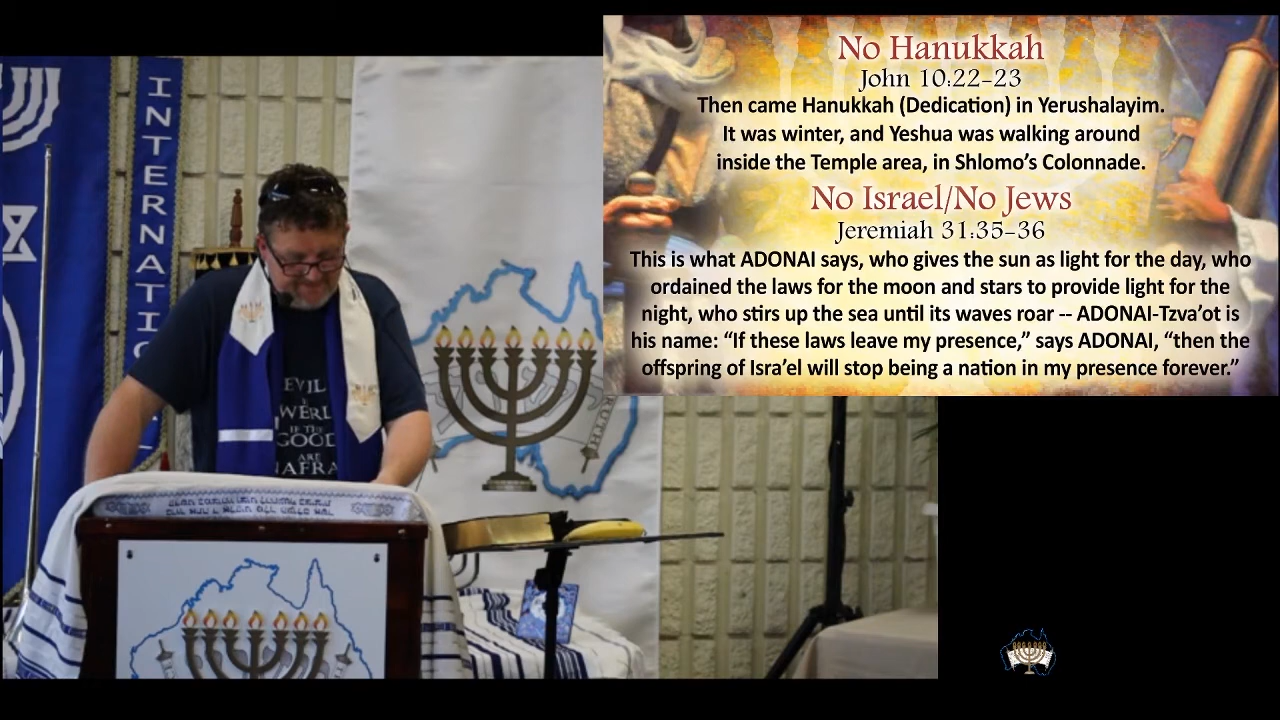 No Hanukkah
John 10.22-23
Then came Hanukkah (Dedication) in Yerushalayim.
It was winter, and Yeshua was walking around
inside the Temple area, in Shlomo’s Colonnade.
No Israel/No Jews
Jeremiah 31.35-36
This is what ADONAI says, who gives the sun as light for the day, who
ordained the laws for the moon and stars to provide light for the
night, who stirs up the sea until its waves roar -- ADONAI-Tzva’ot is
his name: “If these laws leave my presence,” says ADONAI, “then the
offspring of Isra’el will stop being a nation in my presence forever.”
INTERNATI
EVIL
GOOD
ARE
AFRA
RUTH